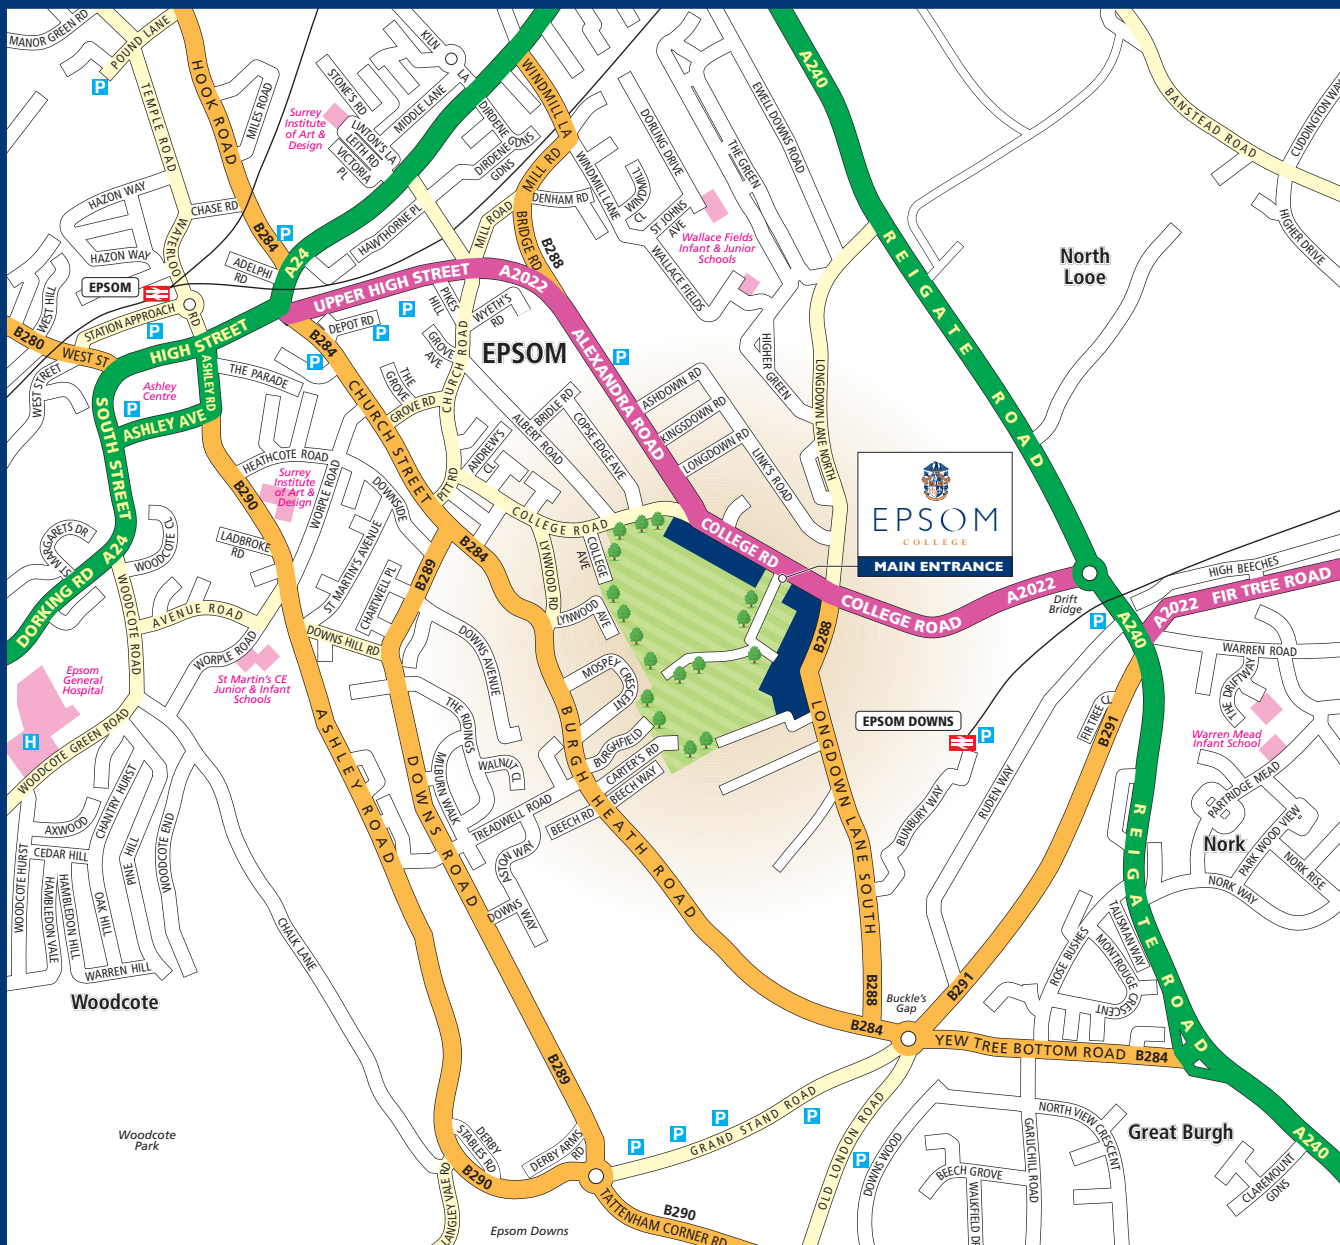 MANOR GREEN RD
POUND LANE
P
HOOK ROAD
TEMPLE ROAD
MILES ROAD
STONE'S RD
KILN
LA
Surrey
Institute
of Art &
Design
LINTON'S LA
LEITH RD
VICTORIA
PL
MIDDLE LANE
DIRDENE
GDNS
DIRDENE
GDNS
WINDMILL LA
MILL RD
DORLING DRIVE
THE GREEN
EWELL DOWNS ROAD
A240
BANSTEAD ROAD
CUDDINGTON WAY
HIGHER DRIVE
HAZON WAY
CHASE RD
WATERLOO
RD
B284
P
A24
HAWTHORNE PL
MILL ROAD
DENHAM RD
BRIDGE RD
B288
WINDMILL LANE
WINDMILL
CL
ST JOHNS
AVE
WALLACE FIELDS
Wallace Fields
Infant & Junior
Schools
REIGATE ROAD
North
Looe
HAZON WAY
ADELPHI
RD
EPSOM
HILL
WEST
STATION APPROACH
P
B280
WEST ST
WEST STREET
HIGH STREET
UPPER HIGH STREET
A2022
P
PIKES
HILL
WYETH'S
RD
DEPOT RD
P
B284
P
GROVE
AVE
CHURCH ROAD
EPSOM
ALEXANDRA ROAD
P
ASHLEY RD
THE PARADE
Ashley
Centre
P
ASHLEY AVE
SOUTH STREET
THE
GROVE
GROVE RD
CHURCH STREET
ASHDOWN RD
KINGSDOWN RD
LONGDOWN RD
LINK'S ROAD
HIGHER GREEN
LONGDOWN LANE NORTH
BRIDLE RD
ALBERT ROAD
COPSE EDGE AVE
ANDREW'S
CL
PITT RD
HEATHCOTE ROAD
Surrey
Institute
of Art &
Design
WORPLE ROAD
DOWNSIDE
B290
LADBROKE
RD
ST MARTIN'S AVENUE
CHARTWELL PL
B289
B284
COLLEGE ROAD
LYNWOOD RD
COLLEGE
AVE
LYNWOOD
AVE
COLLEGE RD
EPSOM
COLLEGE
MAIN ENTRANCE
COLLEGE ROAD
A2022
B288
Drift
Bridge
P
A240
HIGH BEECHES
A2022 FIR TREE ROAD
WARREN ROAD
THE DRIFTWAY
Warren Mead
Infant School
PARTRIDGE MEAD
ST MARGARETS DR
WOODCOTE CL
DORKING RD A24
WOODCOTE ROAD
AVENUE ROAD
WORPLE ROAD
DOWNS HILL RD
St Martin's CE
Junior & Infant
Schools
Epsom
General
Hospital
H
WOODCOTE GREEN ROAD
DOWNS AVENUE
MOSPEY CRESCENT
THE RIDINGS
WALNUT CL
MILBURN WALK
BURGHFIELD
CARTER'S RD
BEECH WAY
BEECH RD
TREADWELL ROAD
ASTON WAY
DOWNS WAY
BURGH HEATH ROAD
ASHLEY ROAD
DOWNS ROAD
EPSOM DOWNS
P
LONGDOWN LANE SOUTH
BUNBURY WAY
RUDEN WAY
FIR TREE CL
B291
REIGATE ROAD
Nork
PARK WOOD VIEW
NORK RISE
NORK WAY
AXWOOD
CEDAR HILL
WOODCOTE HURST
HAMBLEDON VALE
HAMBLEDON HILL
OAK HILL
PINE HILL
CHANTRY HURST
WOODCOTE END
WARREN HILL
CHALK LANE
Woodcote
ROSE BUSHES
TALISMAN WAY
MONTROUGE CRESCENT
B288
Buckle's
Gap
B291
B284
YEW TREE BOTTOM ROAD B284
B289
Woodcote
Park
GRAND STAND ROAD
P
P
P
P
OLD LONDON ROAD
P
DOWNS WOOD
NORTH VIEW CRESCENT
GARUCHILL ROAD
BEECH GROVE
WALKFIELD DR
Great Burgh
A240
CLAREMOUNT
GDNS
DERBY
STABLES RD
DERBY ARMS
RD
B290
LANGLEY VALE RD
Epsom Downs
B290
TATTENHAM CORNER RD